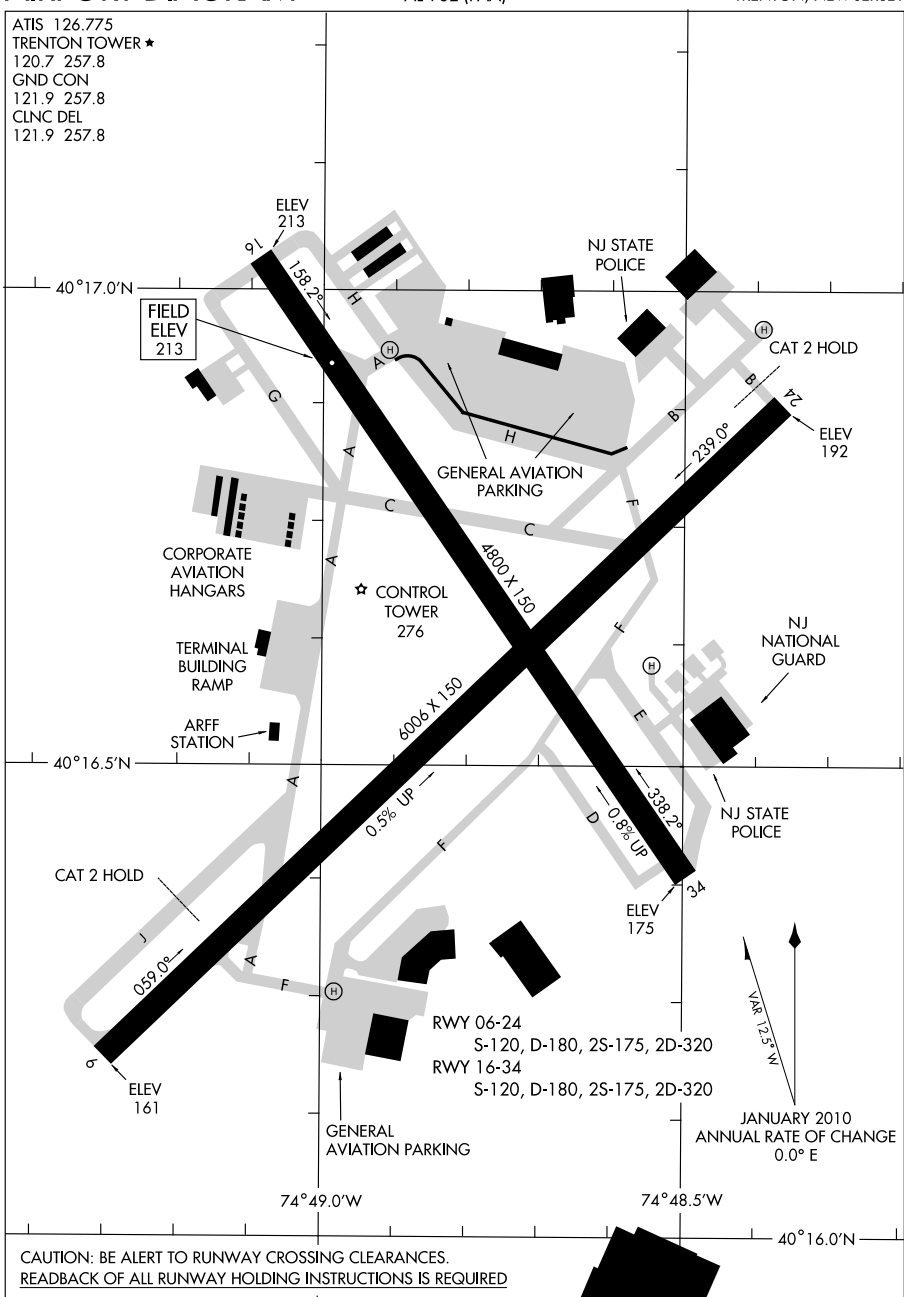 ATIS 126.775
TRENTON TOWER ★
120.7 257.8
GND CON
121.9 257.8
CLNC DEL
121.9 257.8
ELEV
213
16
158.2°
NJ STATE
POLICE
40°17.0'N
H
FIELD
ELEV
213
H
H
CAT 2 HOLD
A
B
24
G
B
239.0°
ELEV
192
A
H
GENERAL AVIATION
PARKING
F
C
C
CORPORATE
AVIATION
HANGARS
A
4800 X 150
CONTROL
TOWER
276
F
NJ
NATIONAL
GUARD
TERMINAL
BUILDING
RAMP
H
6006 X 150
E
ARFF
STATION
40°16.5'N
A
0.5% UP
338.2°
0.8% UP
D
NJ STATE
POLICE
F
CAT 2 HOLD
34
ELEV
175
J
059.0°
A
F
H
VAR 12.5° W
RWY 06-24
S-120, D-180, 2S-175, 2D-320
RWY 16-34
S-120, D-180, 2S-175, 2D-320
6
ELEV
161
GENERAL
AVIATION PARKING
JANUARY 2010
ANNUAL RATE OF CHANGE
0.0° E
74°49.0'W
74°48.5'W
40°16.0'N
CAUTION: BE ALERT TO RUNWAY CROSSING CLEARANCES.
READBACK OF ALL RUNWAY HOLDING INSTRUCTIONS IS REQUIRED